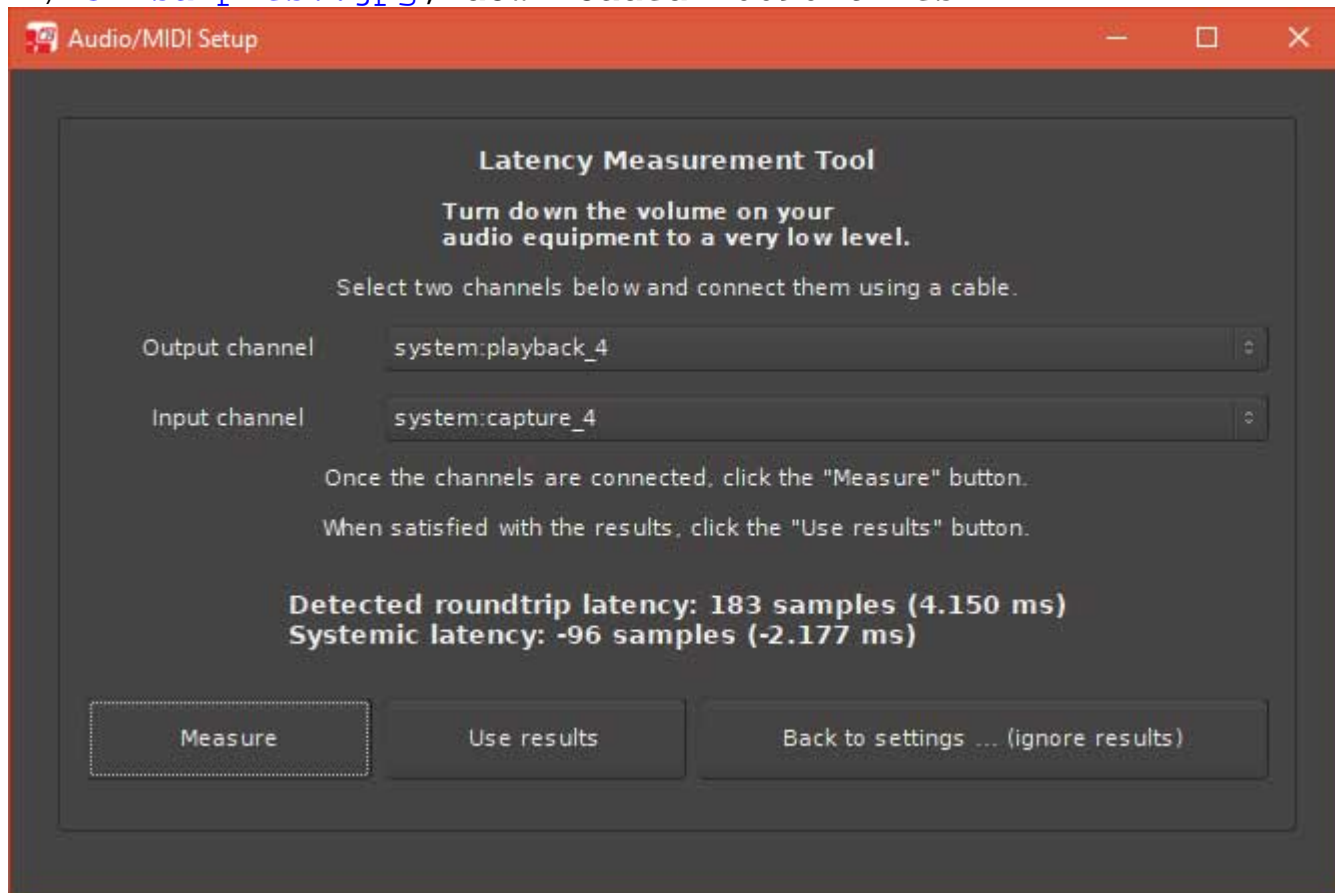 Audio/MIDI Setup
Latency Measurement Tool
Turn down the volume on your
audio equipment to a very low level.
Select two channels below and connect them using a cable.
Output channel system:playback_4
Input channel system:capture_4
Once the channels are connected, click the "Measure" button.
When satisfied with the results, click the "Use results" button.
Detected roundtrip latency: 183 samples (4.150 ms)
Systemic latency: -96 samples (-2.177 ms)
Measure Use results Back to settings ... (ignore results)